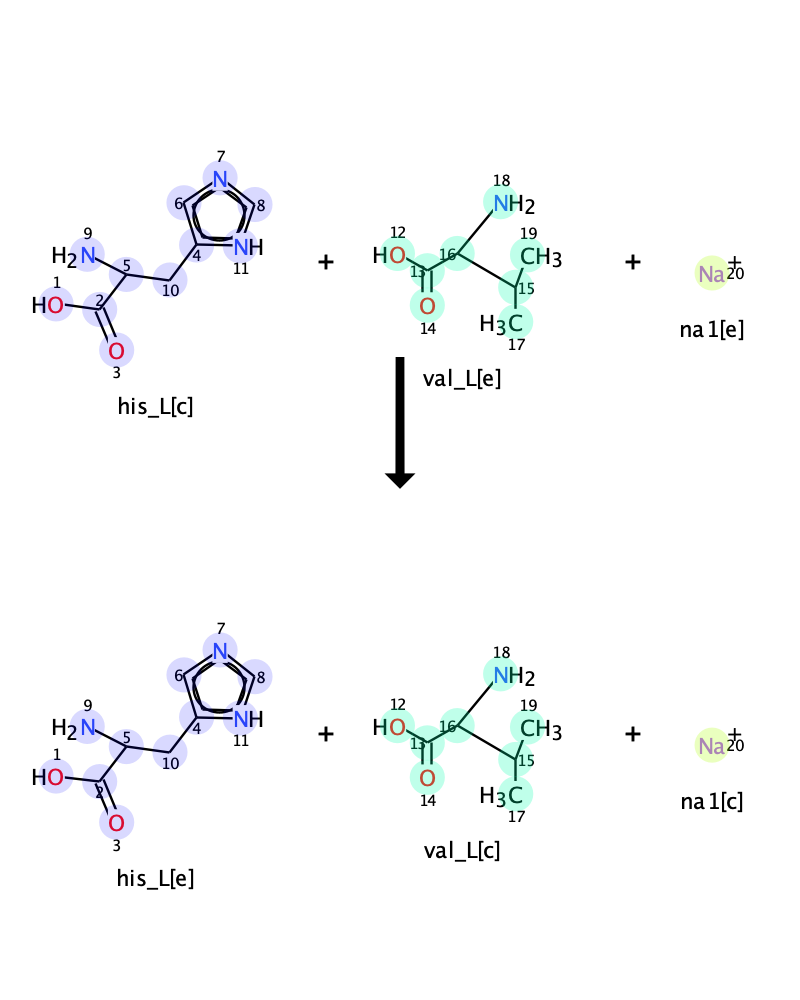 7
N
6 8
9 18
H2N NH2
5 12 19
4 NH + HO CH3 + Na+
11 16 20
1 13
HO 2 10 15
O O H3C
3 14 17
na1[e]
his_L[c] val_L[e]
7
N
6 8
9 18
H2N NH2
5 12 19
4 NH + HO CH3 + Na+
11 16 20
1 13
HO 2 10 15
O O H3C
3 14 17
na1[c]
his_L[e] val_L[c]